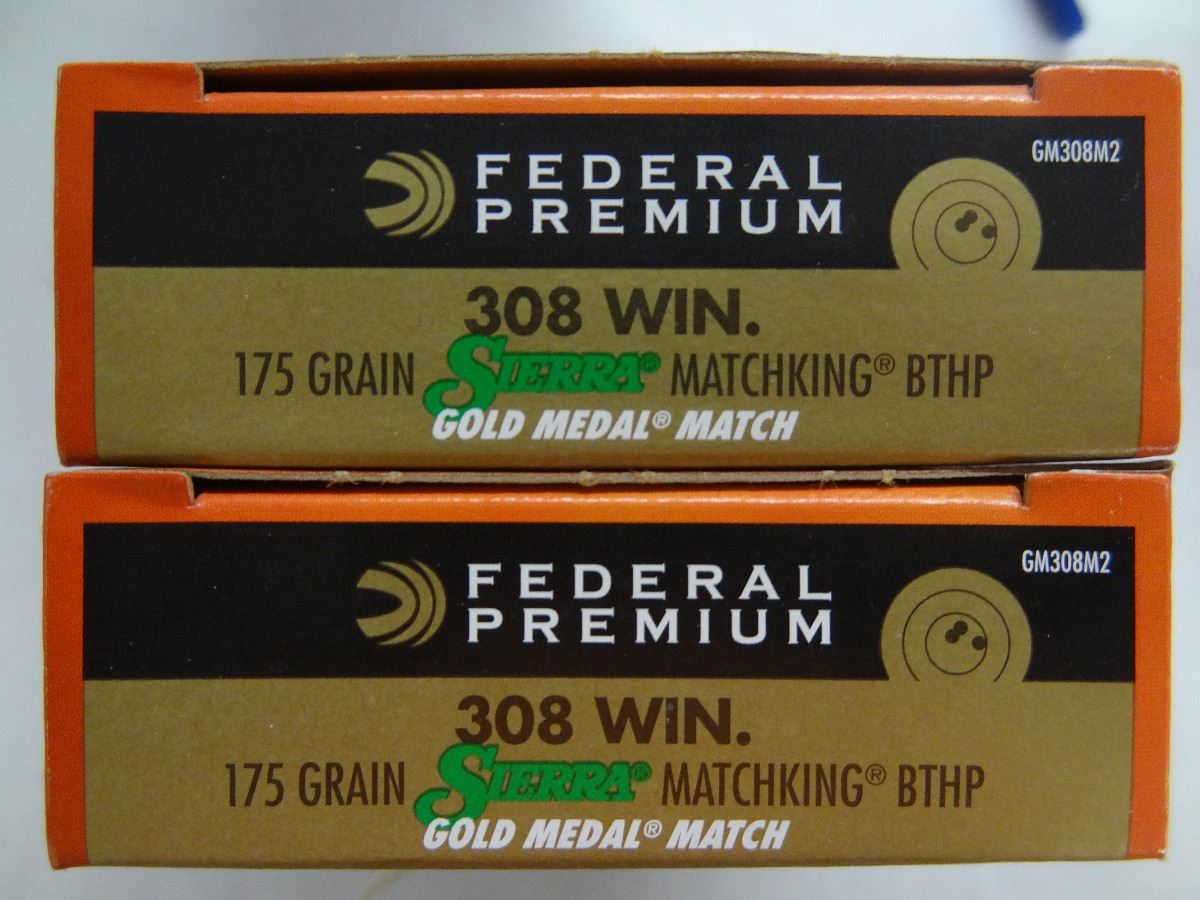 GM308M2
FEDERAL
PREMIUM
308 WIN.
175 GRAIN SIERRA® MATCHKING® BTHP
GOLD MEDAL® MATCH
GM308M2
FEDERAL
PREMIUM
308 WIN.
175 GRAIN SIERRA® MATCHKING® BTHP
GOLD MEDAL® MATCH